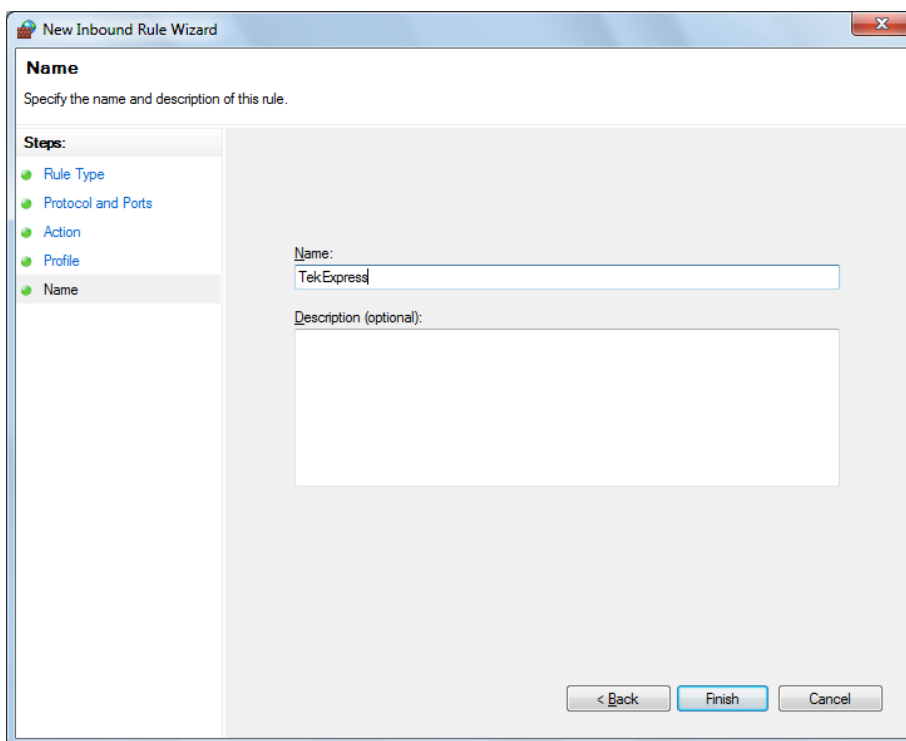 New Inbound Rule Wizard
Name
Specify the name and description of this rule.
Steps:
Rule Type
Protocol and Ports
Action
Profile
Name
Name:
TekExpress
Description (optional):
< Back
Finish
Cancel